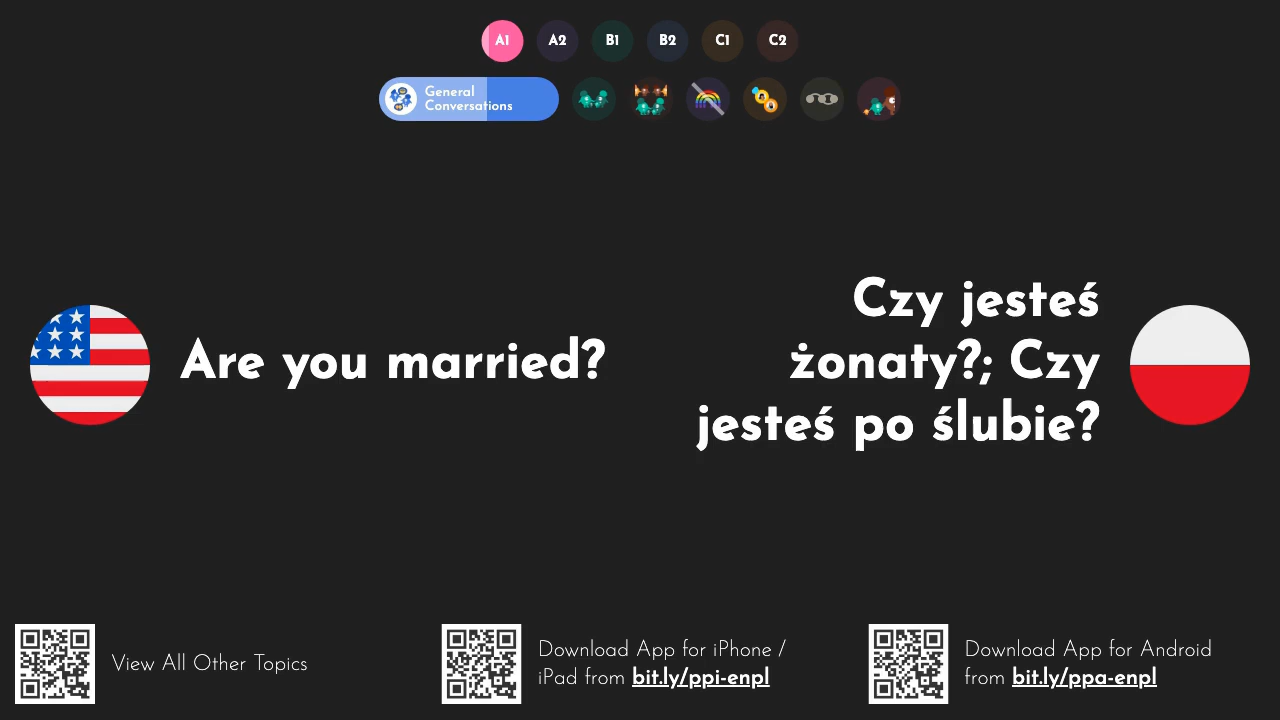 A1 A2 B1 B2 C1 C2
General
Conversations
Are you married?
Czy jesteś
żonaty?; Czy
jesteś po ślubie?
View All Other Topics
Download App for iPhone /
iPad from bit.ly/ppi-enpl
Download App for Android
from bit.ly/ppa-enpl